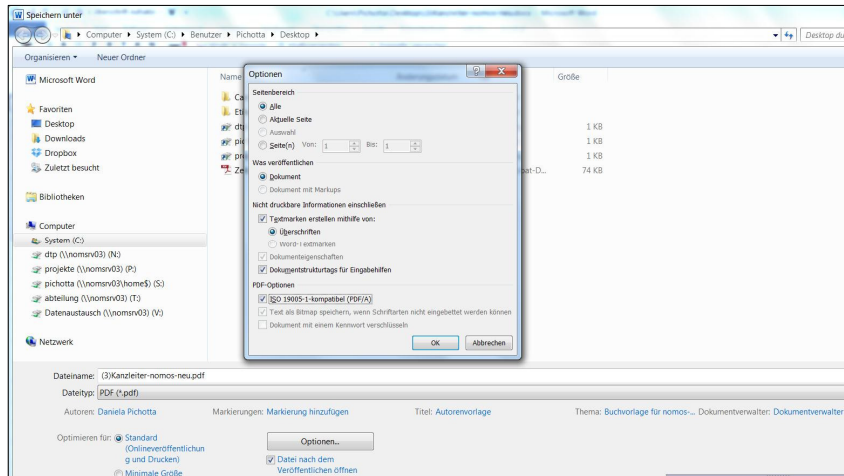 Speichern unter
Computer ▸ System (C:) ▸ Benutzer ▸ Pichotta ▸ Desktop ▸
Desktop du
Organisieren Neuer Ordner
Microsoft Word
Favoriten
Desktop
Downloads
Dropbox
Zuletzt besucht
Bibliotheken
Computer
System (C:)
dtp (\\nomsrv03) (N:)
projekte (\\nomsrv03) (P:)
pichotta (\\nomsrv03\home$) (S:)
abteilung (\\nomsrv03) (T:)
Datenaustausch (\\nomsrv03) (V:)
Netzwerk
Name
Größe
Ca
Eti
dtp
pic
pro
Ze
1 KB
1 KB
1 KB
74 KB
Optionen
Seitenbereich
Alle
Aktuelle Seite
Auswahl
Seite(n) Von: 1 Bis: 1
Was veröffentlichen
Dokument
Dokument mit Markups
Nicht druckbare Informationen einschließen
Textmarken erstellen mithilfe von:
Überschriften
Word-Textmarken
Dokumenteigenschaften
Dokumentstrukturtags für Eingabehilfen
PDF-Optionen
ISO 19005-1-kompatibel (PDF/A)
Text als Bitmap speichern, wenn Schriftarten nicht eingebettet werden können
Dokument mit einem Kennwort verschlüsseln
OK Abbrechen
Dateiname: (3)Kanzleiter-nomos-neu.pdf
Dateityp: PDF (*.pdf)
Autoren: Daniela Pichotta Markierungen: Markierung hinzufügen Titel: Autorenvorlage Thema: Buchvorlage für nomos-... Dokumentverwalter: Dokumentverwalter
Optimieren für: Standard
(Onlineveröffentlichun
g und Drucken)
Minimale Größe
Optionen...
Datei nach dem
Veröffentlichen öffnen